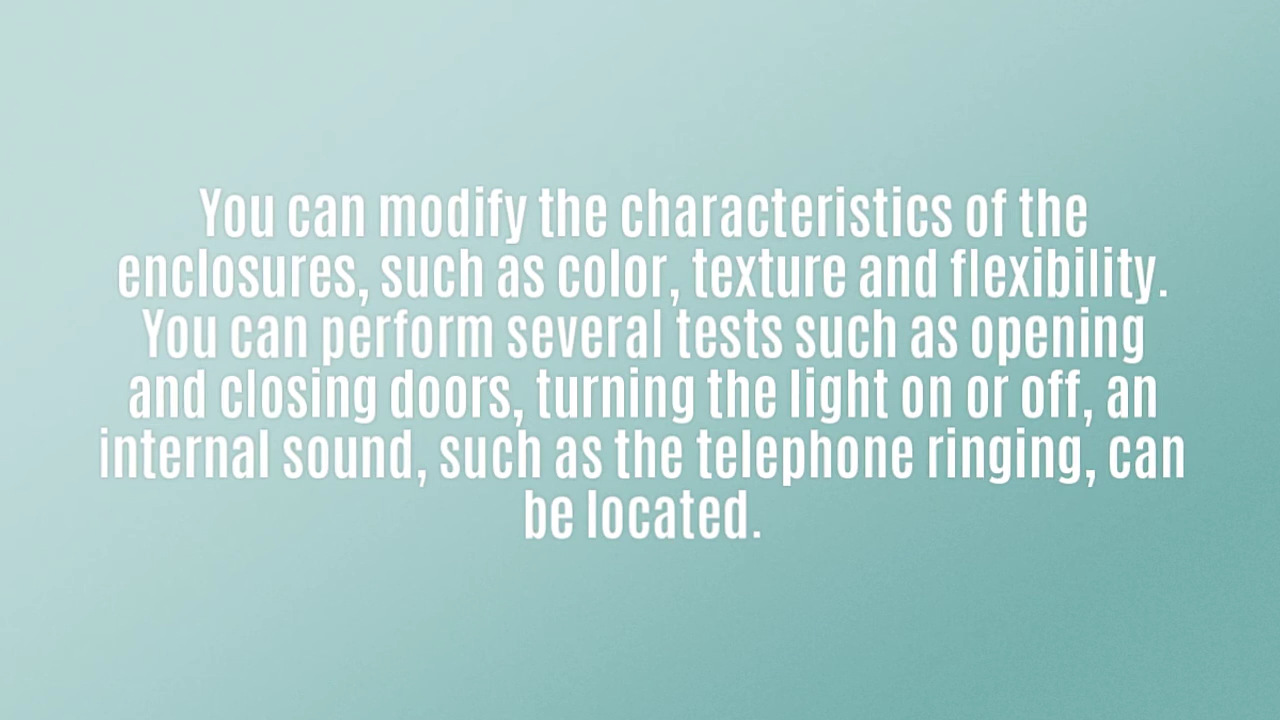 You can modify the characteristics of the
enclosures, such as color, texture and flexibility.
You can perform several tests such as opening
and closing doors, turning the light on or off, an
internal sound, such as the telephone ringing, can
be located.